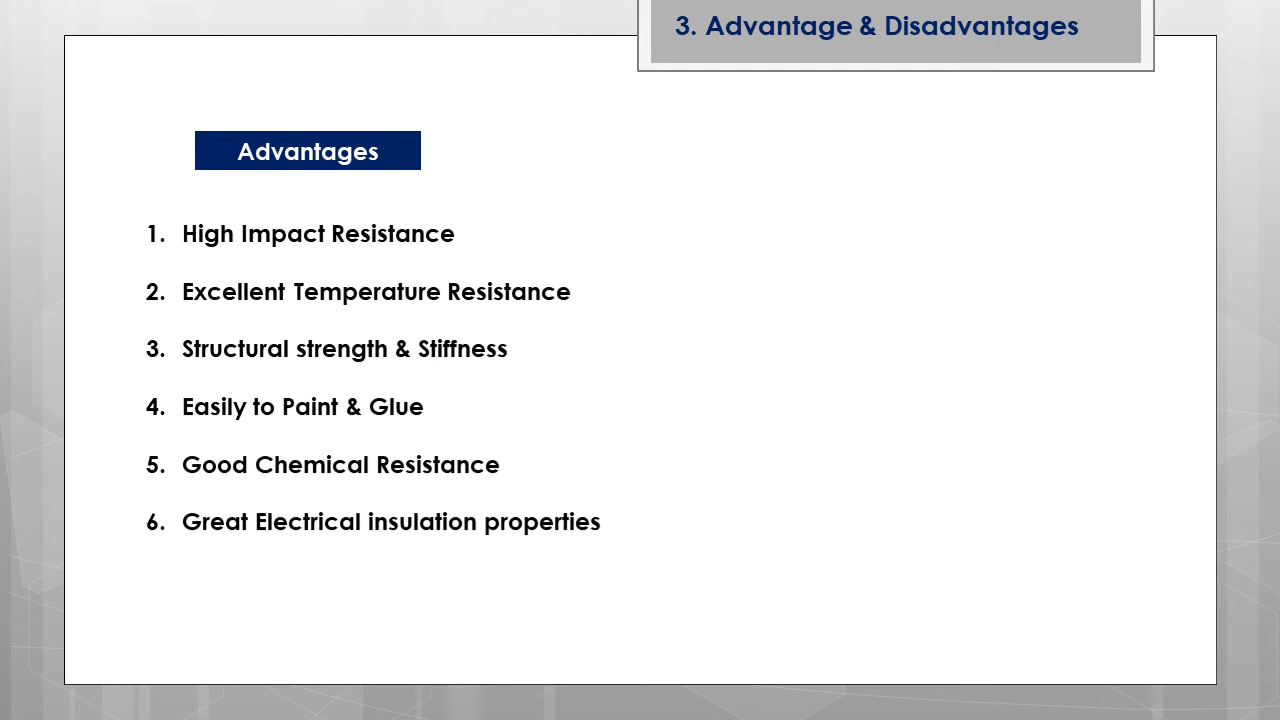 3. Advantage & Disadvantages
Advantages
1. High Impact Resistance
2. Excellent Temperature Resistance
3. Structural strength & Stiffness
4. Easily to Paint & Glue
5. Good Chemical Resistance
6. Great Electrical insulation properties